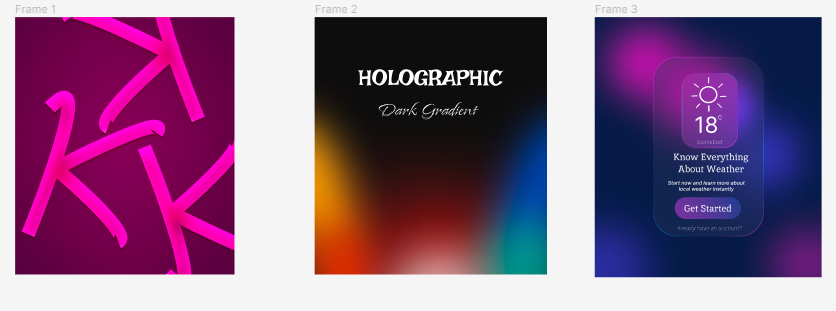 Frame 1
Frame 2
Frame 3
K
K
K
HOLOGRAPHIC
Dark Gradient
18°C
Know Everything
About Weather
Start now and learn more about
local weather instantly
Get Started
Already have an account?